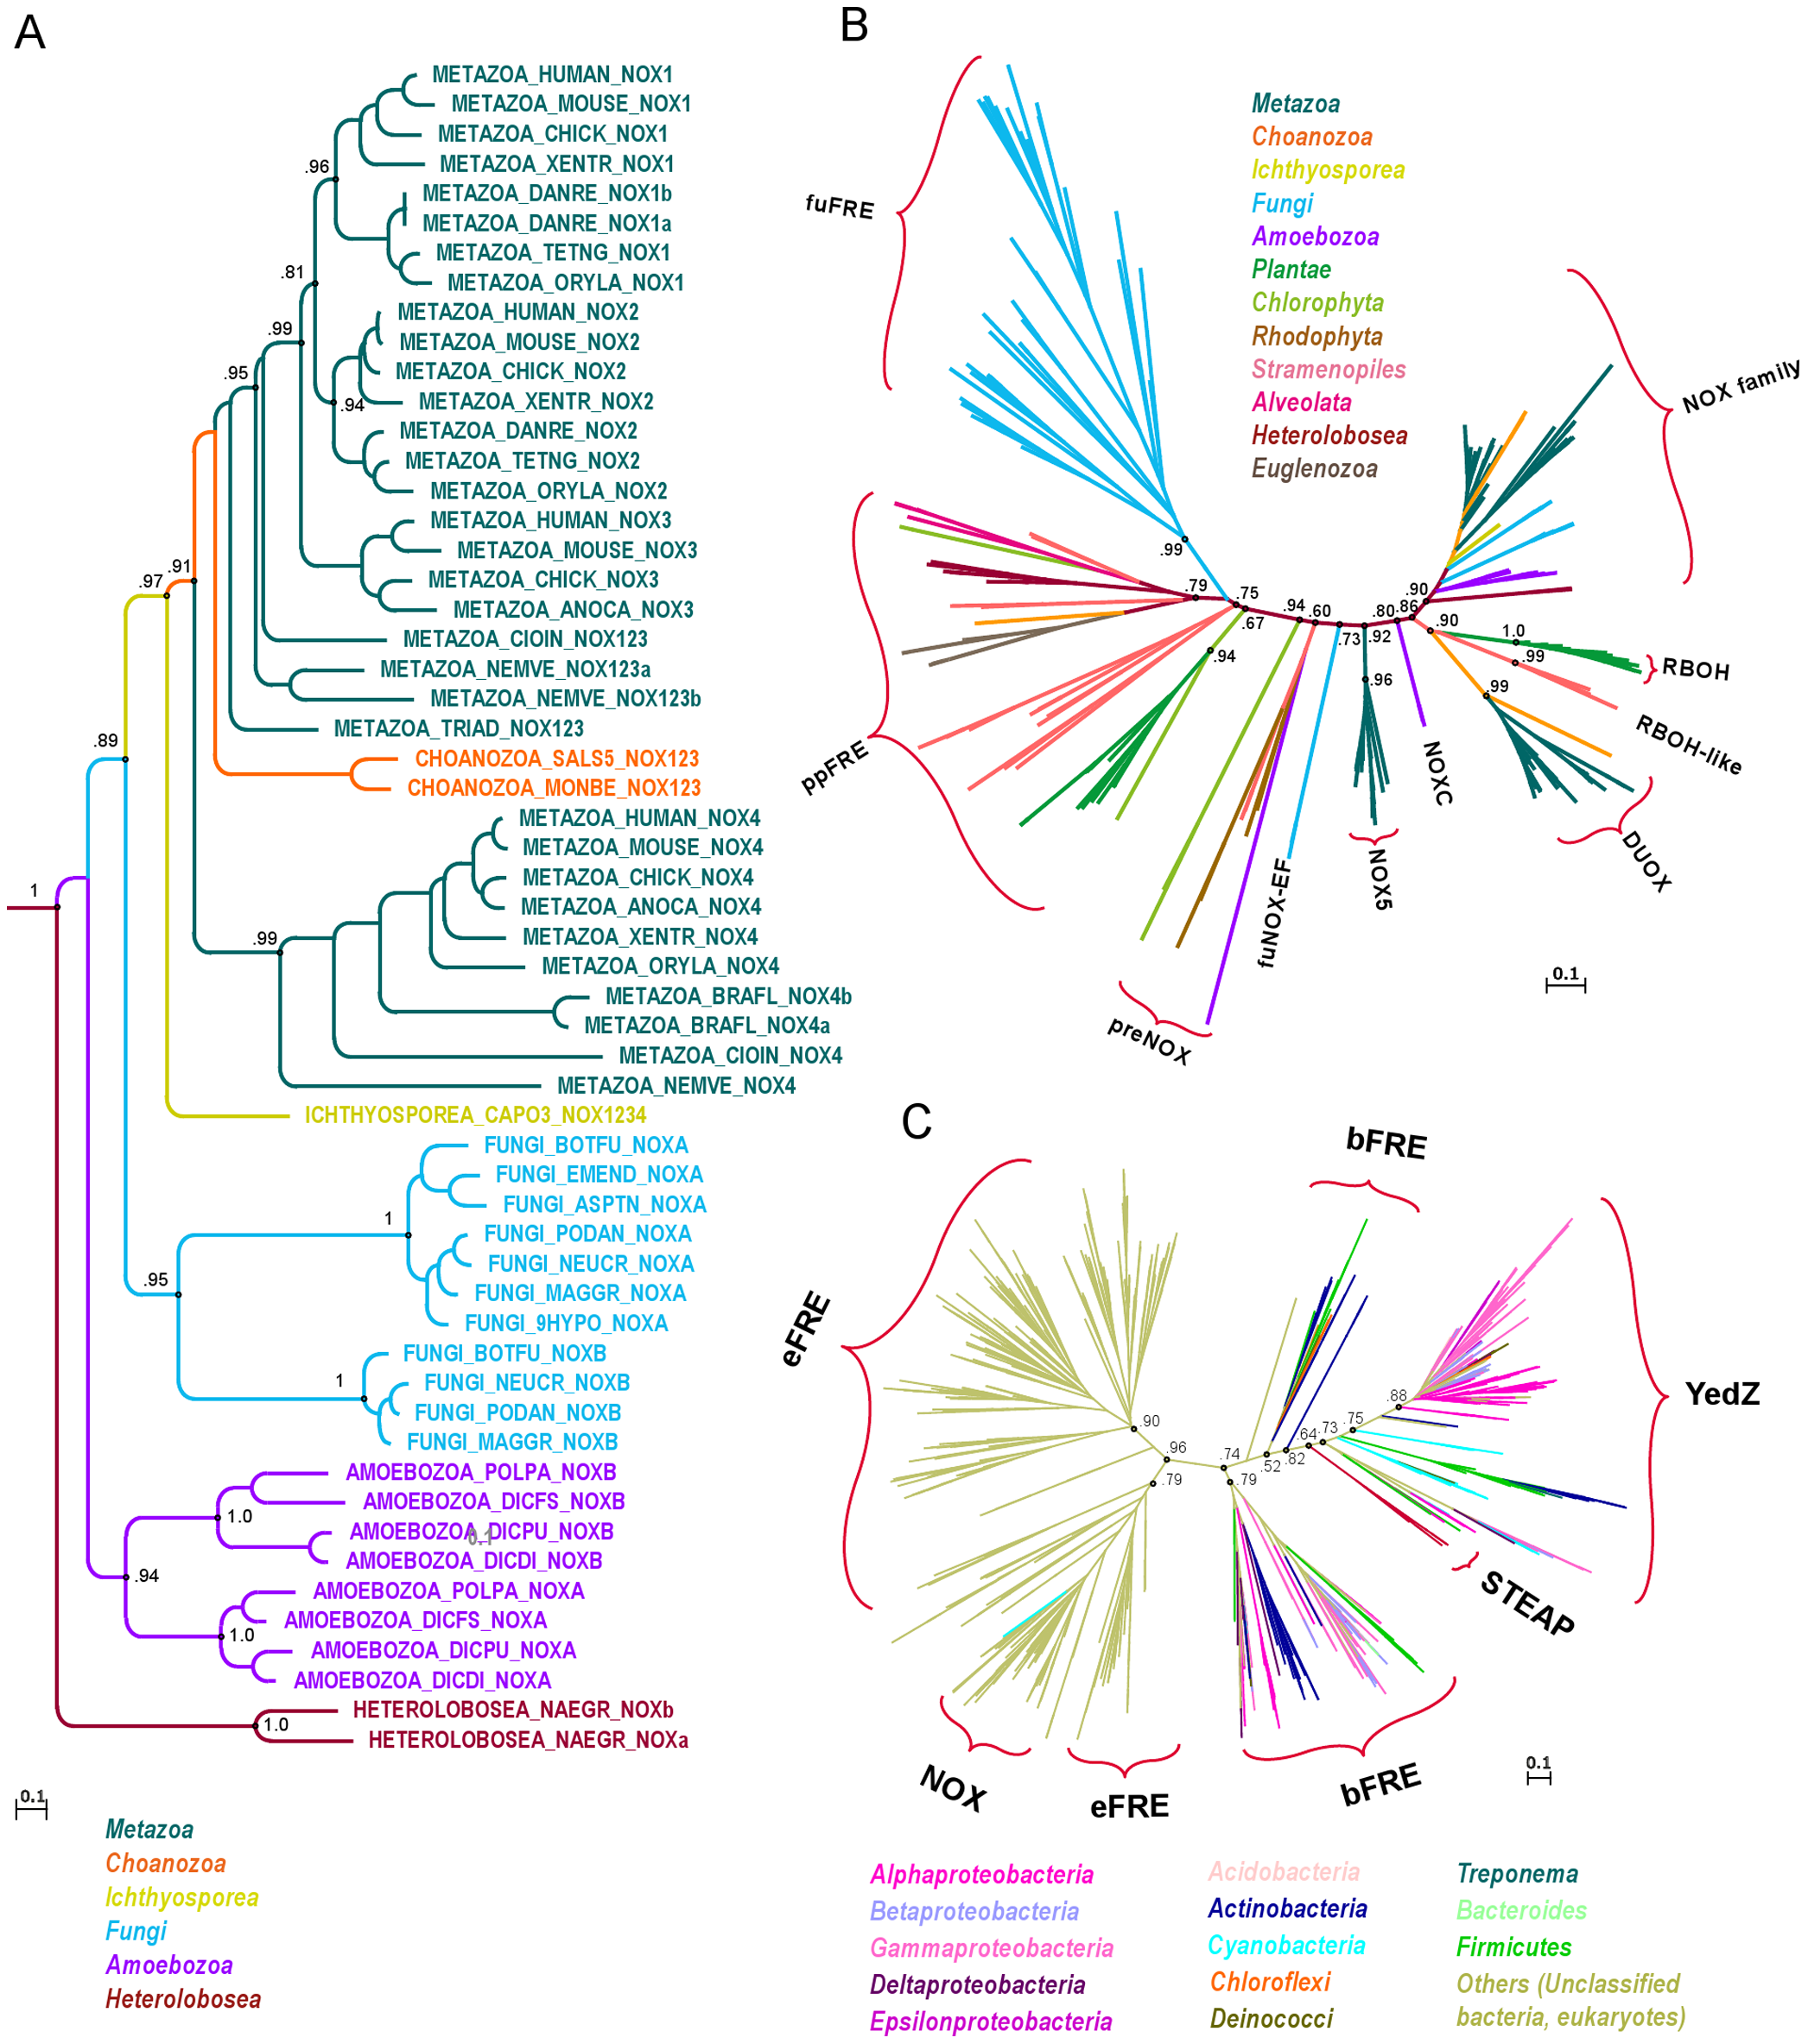 A
METAZOA_HUMAN_NOX1
METAZOA_MOUSE_NOX1
METAZOA_CHICK_NOX1
METAZOA_XENTR_NOX1
.96
METAZOA_DANRE_NOX1b
METAZOA_DANRE_NOX1a
METAZOA_TETNG_NOX1
METAZOA_ORYLA_NOX1
.81
METAZOA_HUMAN_NOX2
METAZOA_MOUSE_NOX2
METAZOA_CHICK_NOX2
METAZOA_XENTR_NOX2
.99
.95
.94
METAZOA_DANRE_NOX2
METAZOA_TETNG_NOX2
METAZOA_ORYLA_NOX2
METAZOA_HUMAN_NOX3
METAZOA_MOUSE_NOX3
METAZOA_CHICK_NOX3
METAZOA_ANOCA_NOX3
.97
.91
METAZOA_CIOIN_NOX123
METAZOA_NEMVE_NOX123a
METAZOA_NEMVE_NOX123b
METAZOA_TRIAD_NOX123
.89
CHOANOZOA_SALS5_NOX123
CHOANOZOA_MONBE_NOX123
METAZOA_HUMAN_NOX4
METAZOA_MOUSE_NOX4
METAZOA_CHICK_NOX4
METAZOA_ANOCA_NOX4
1
METAZOA_XENTR_NOX4
.99
METAZOA_ORYLA_NOX4
METAZOA_BRAFL_NOX4b
METAZOA_BRAFL_NOX4a
METAZOA_CIOIN_NOX4
METAZOA_NEMVE_NOX4
ICHTHYOSPOREA_CAPO3_NOX1234
FUNGI_BOTFU_NOXA
FUNGI_EMEND_NOXA
FUNGI_ASPTN_NOXA
1
FUNGI_PODAN_NOXA
FUNGI_NEUCR_NOXA
.95
FUNGI_MAGGR_NOXA
FUNGI_9HYPO_NOXA
FUNGI_BOTFU_NOXB
1
FUNGI_NEUCR_NOXB
FUNGI_PODAN_NOXB
FUNGI_MAGGR_NOXB
AMOEBOZOA_POLPA_NOXB
AMOEBOZOA_DICFS_NOXB
1.0
AMOEBOZOA_DICPU_NOXB
0.1
AMOEBOZOA_DICDI_NOXB
.94
AMOEBOZOA_POLPA_NOXA
AMOEBOZOA_DICFS_NOXA
1.0
AMOEBOZOA_DICPU_NOXA
AMOEBOZOA_DICDI_NOXA
HETEROLOBOSEA_NAEGR_NOXb
1.0
HETEROLOBOSEA_NAEGR_NOXa
0.1
Metazoa
Choanozoa
Ichthyosporea
Fungi
Amoebozoa
Heterolobosea
B
Metazoa
Choanozoa
Ichthyosporea
Fungi
Amoebozoa
Plantae
Chlorophyta
Rhodophyta
Stramenopiles
Alveolata
Heterolobosea
Euglenozoa
fuFRE
NOX family
.99
.79
.75
.67
.94
.94
.60
.73
.80
.92
.86
.90
.90
1.0
.99
.96
.99
RBOH
RBOH-like
ppFRE
NOXC
DUOX
NOX5
fuNOX-EF
preNOX
0.1
C
bFRE
eFRE
YedZ
.90
.96
.79
.74
.79
.52
.82
.64
.73
.75
.88
STEAP
NOX
eFRE
bFRE
0.1
Alphaproteobacteria
Betaproteobacteria
Gammaproteobacteria
Deltaproteobacteria
Epsilonproteobacteria
Acidobacteria
Actinobacteria
Cyanobacteria
Chloroflexi
Deinococci
Treponema
Bacteroides
Firmicutes
Others (Unclassified
bacteria, eukaryotes)